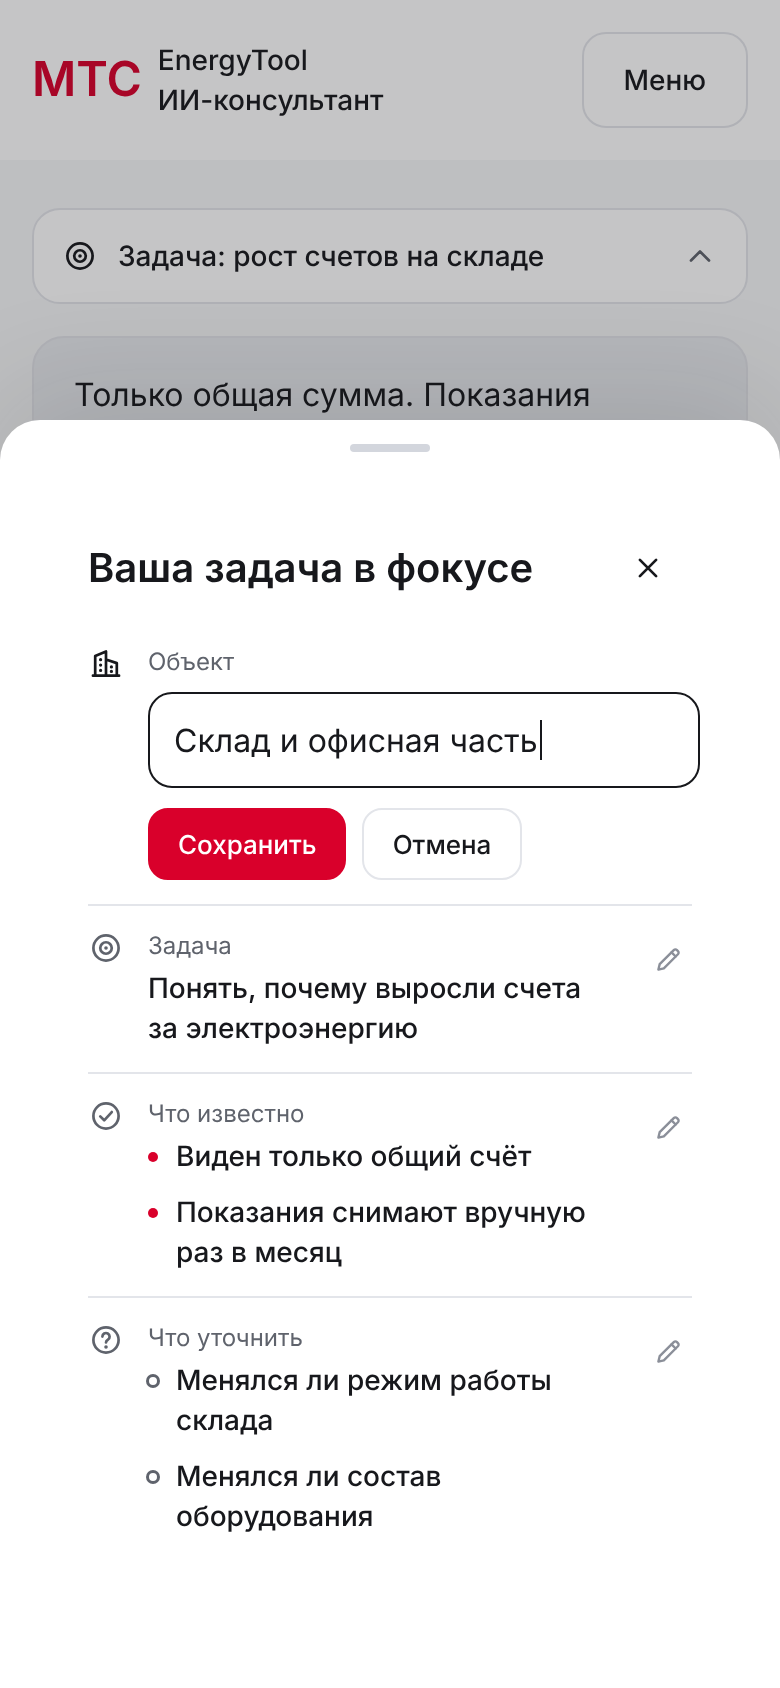 МТС
EnergyTool
ИИ-консультант
Меню
Задача: рост счетов на складе
Только общая сумма. Показания
Ваша задача в фокусе
Объект
Склад и офисная часть
Сохранить
Отмена
Задача
Понять, почему выросли счета
за электроэнергию
Что известно
Виден только общий счёт
Показания снимают вручную
раз в месяц
Что уточнить
Менялся ли режим работы
склада
Менялся ли состав
оборудования